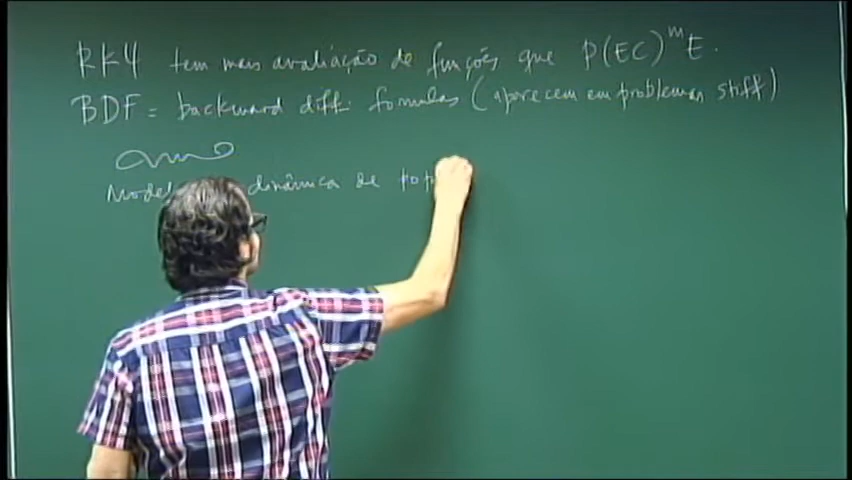 RK4 tem mais avaliação de funções que P(EC)^m E.
BDF = backward diff. formulas (aparecem em problemas stiff)
Model dinâmica de pop